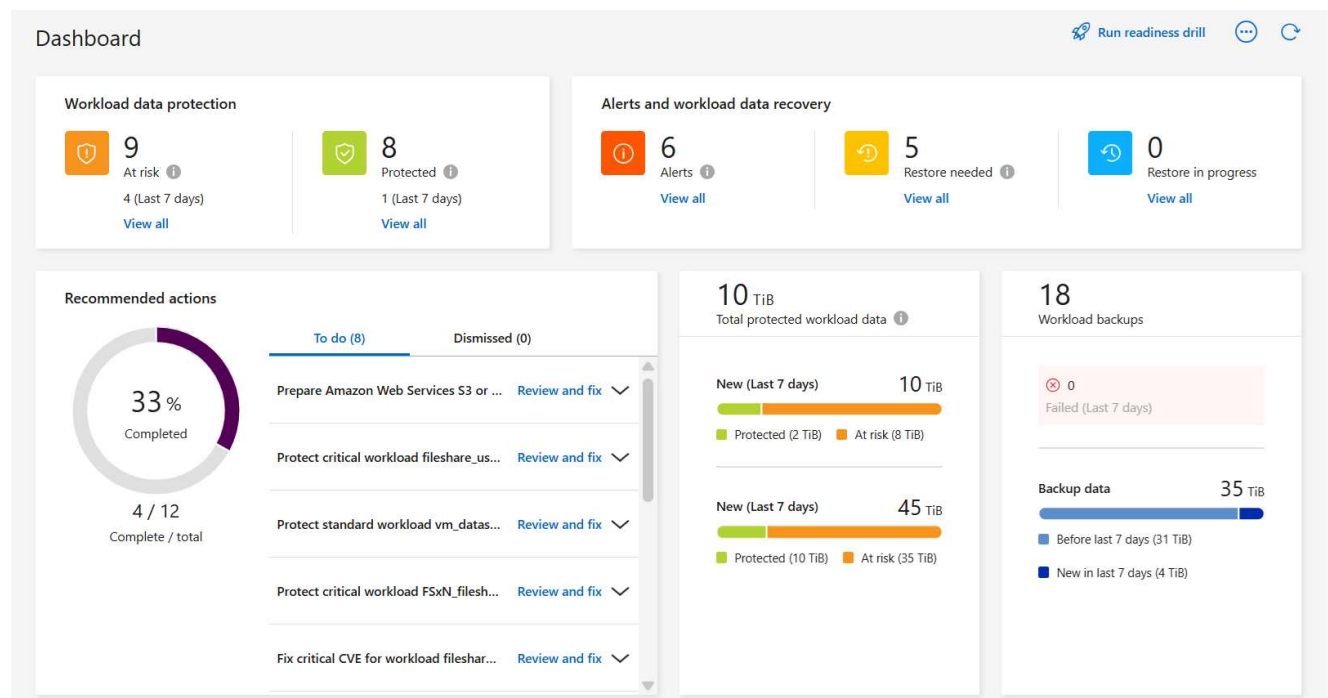 Dashboard
Run readiness drill
Workload data protection
9
At risk
4 (Last 7 days)
View all
8
Protected
1 (Last 7 days)
View all
Alerts and workload data recovery
6
Alerts
View all
5
Restore needed
View all
0
Restore in progress
View all
Recommended actions
33 %
Completed
4 / 12
Complete / total
To do (8)
Dismissed (0)
Prepare Amazon Web Services S3 or ... Review and fix
Protect critical workload fileshare_us... Review and fix
Protect standard workload vm_datas... Review and fix
Protect critical workload FSxN_filesh... Review and fix
Fix critical CVE for workload fileshar... Review and fix
10 TiB
Total protected workload data
New (Last 7 days) 10 TiB
Protected (2 TiB) At risk (8 TiB)
New (Last 7 days) 45 TiB
Protected (10 TiB) At risk (35 TiB)
18
Workload backups
0
Failed (Last 7 days)
Backup data 35 TiB
Before last 7 days (31 TiB)
New in last 7 days (4 TiB)